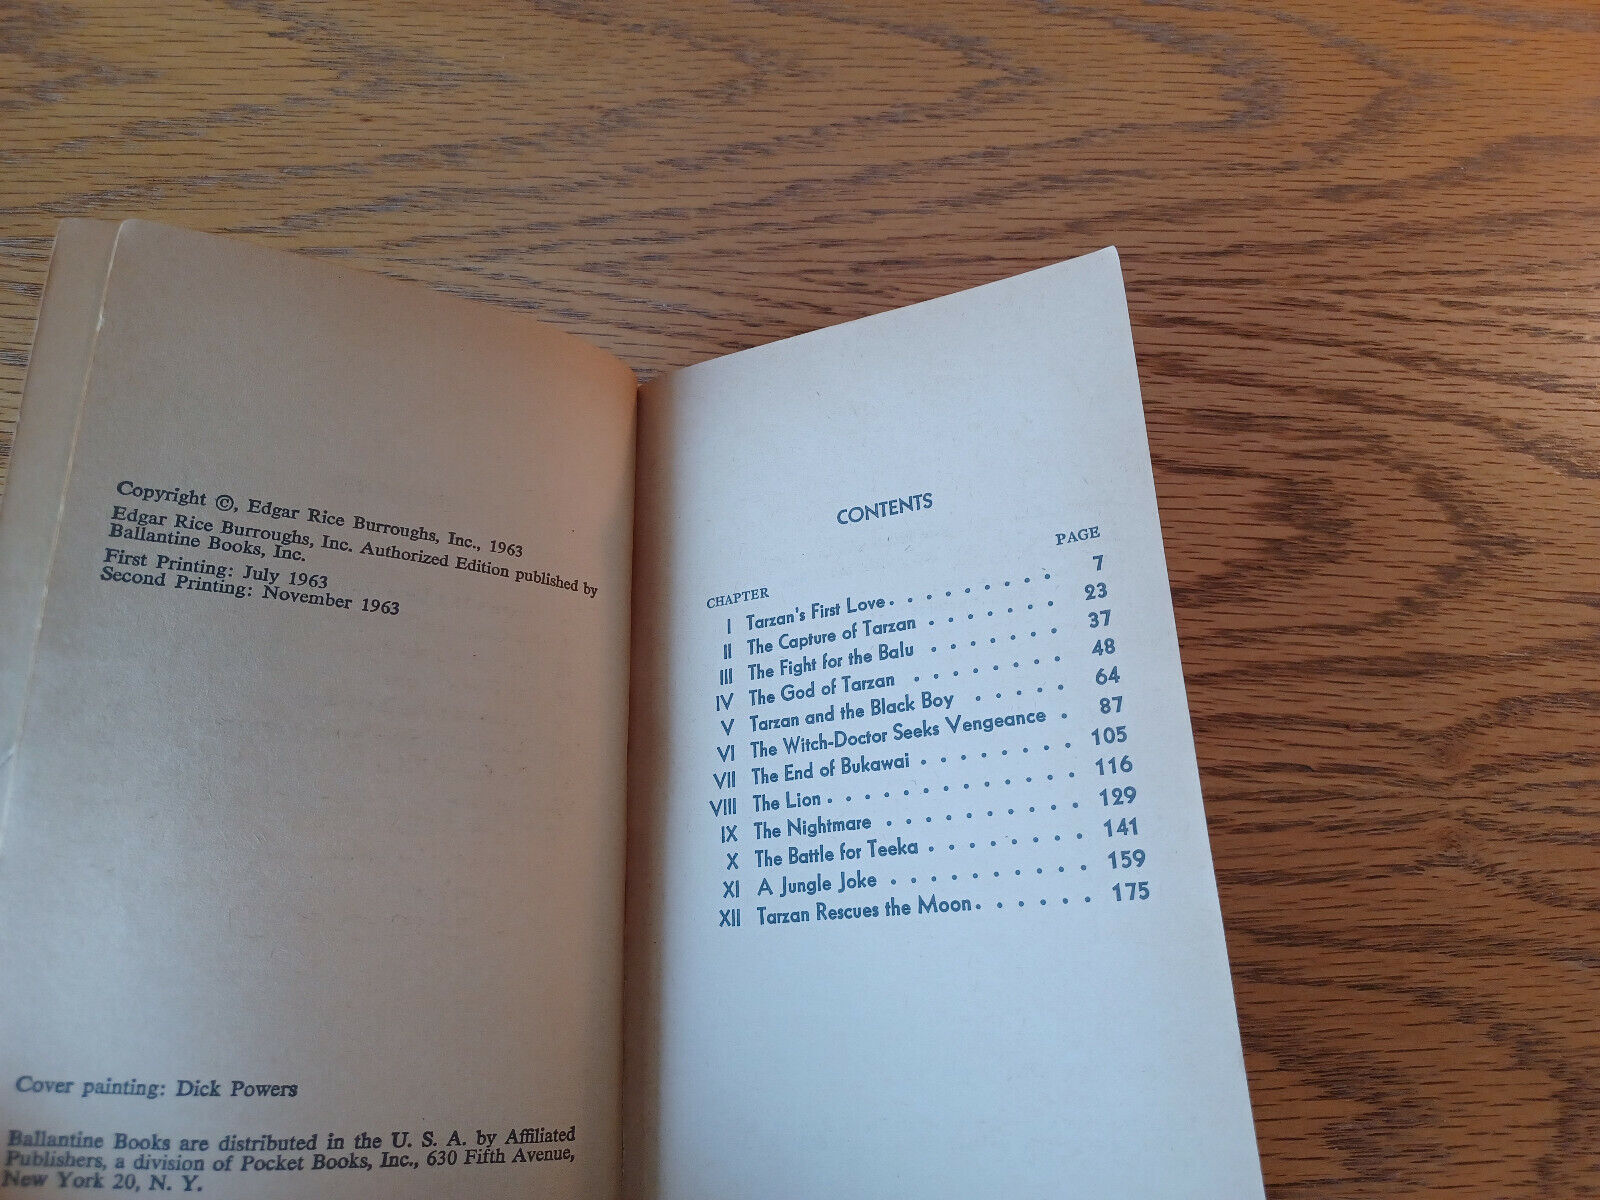 Copyright ©, Edgar Rice Burroughs, Inc., 1963
Edgar Rice Burroughs, Inc. Authorized Edition published by
Ballantine Books, Inc.
First Printing: July 1963
Second Printing: November 1963
Cover painting: Dick Powers
Ballantine Books are distributed in the U. S. A. by Affiliated
Publishers, a division of Pocket Books, Inc., 630 Fifth Avenue,
New York 20, N. Y.
CONTENTS
CHAPTER PAGE
I Tarzan's First Love . . . . . . . . . 7
II The Capture of Tarzan . . . . . . . 23
III The Fight for the Balu . . . . . . . 37
IV The God of Tarzan . . . . . . . . 48
V Tarzan and the Black Boy . . . . . 64
VI The Witch-Doctor Seeks Vengeance . 87
VII The End of Bukawai . . . . . . . . 105
VIII The Lion . . . . . . . . . . . . . 116
IX The Nightmare . . . . . . . . . . 129
X The Battle for Teeka . . . . . . . . 141
XI A Jungle Joke . . . . . . . . . . 159
XII Tarzan Rescues the Moon . . . . . . 175